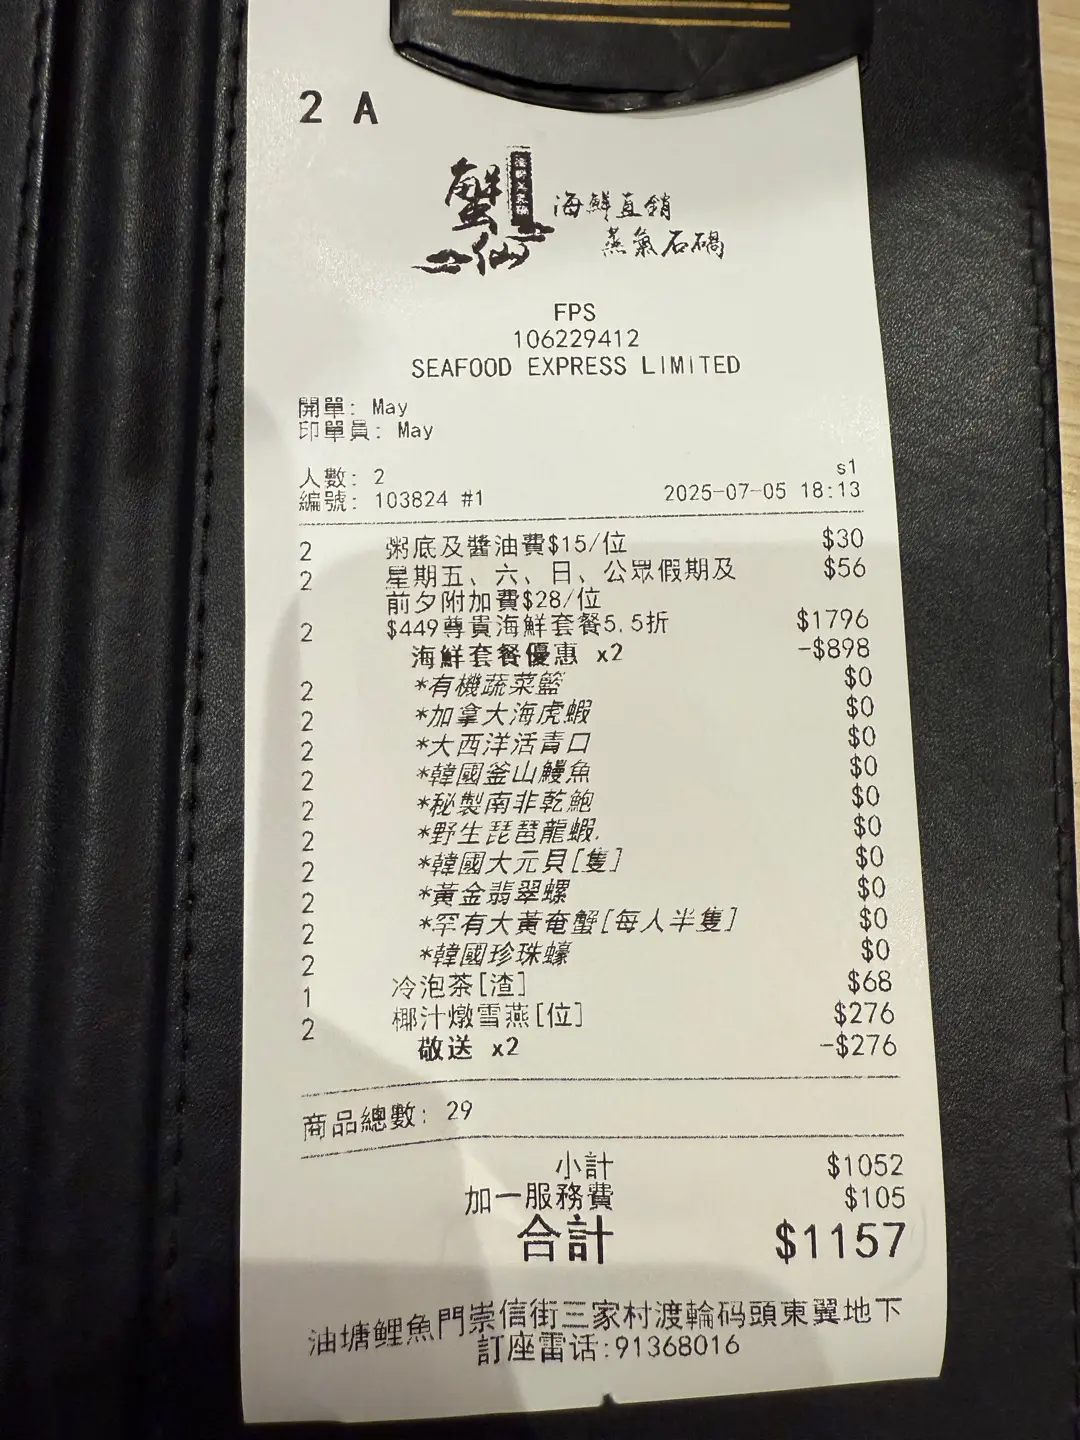 2 A
蟹仙
海鮮直銷
蒸氣石鍋
FPS
106229412
SEAFOOD EXPRESS LIMITED
開單: May
印單員: May
s1
人數: 2
編號: 103824 #1 2025-07-05 18:13
2 粥底及醬油費$15/位 $30
2 星期五、六、日、公眾假期及 $56
前夕附加費$28/位
2 $449尊貴海鮮套餐5.5折 $1796
海鮮套餐優惠 x2 -$898
2 *有機蔬菜籃 $0
2 *加拿大海虎蝦 $0
2 *大西洋活青口 $0
2 *韓國釜山鰻魚 $0
2 *秘製南非乾鮑 $0
2 *野生琵琶龍蝦. $0
2 *韓國大元貝[隻] $0
2 *黃金翡翠螺 $0
2 *罕有大黃奄蟹[每人半隻] $0
2 *韓國珍珠蠔 $0
1 冷泡茶[渣] $68
2 椰汁燉雪燕[位] $276
敬送 x2 -$276
商品總數: 29
小計 $1052
加一服務費 $105
合計 $1157
油塘鯉魚門崇信街三家村渡輪码頭東翼地下
訂座雷话:91368016